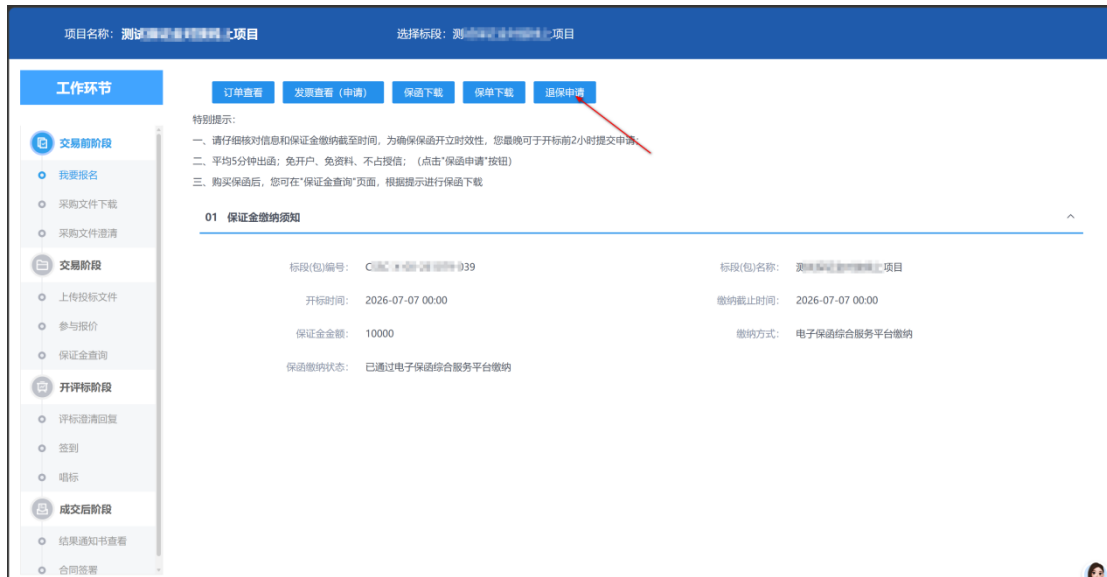 项目名称：测试 上项目 选择标段：测 上项目
工作环节
订单查看 发票查看（申请） 保函下载 保单下载 退保申请
特别提示：
一、请仔细核对信息和保证金缴纳截至时间，为确保保函开立时效性，您最晚可于开标前2小时提交申请；
二、平均5分钟出函；免开户、免资料、不占授信；（点击"保函申请"按钮）
三、购买保函后，您可在"保证金查询"页面，根据提示进行保函下载
交易前阶段
我要报名
采购文件下载
采购文件澄清
交易阶段
上传投标文件
参与报价
保证金查询
开评标阶段
评标澄清回复
签到
唱标
成交后阶段
结果通知书查看
合同签署
01 保证金缴纳须知
标段(包)编号： C 039 标段(包)名称： 测 项目
开标时间： 2026-07-07 00:00 缴纳截止时间： 2026-07-07 00:00
保证金金额： 10000 缴纳方式： 电子保函综合服务平台缴纳
保函缴纳状态： 已通过电子保函综合服务平台缴纳